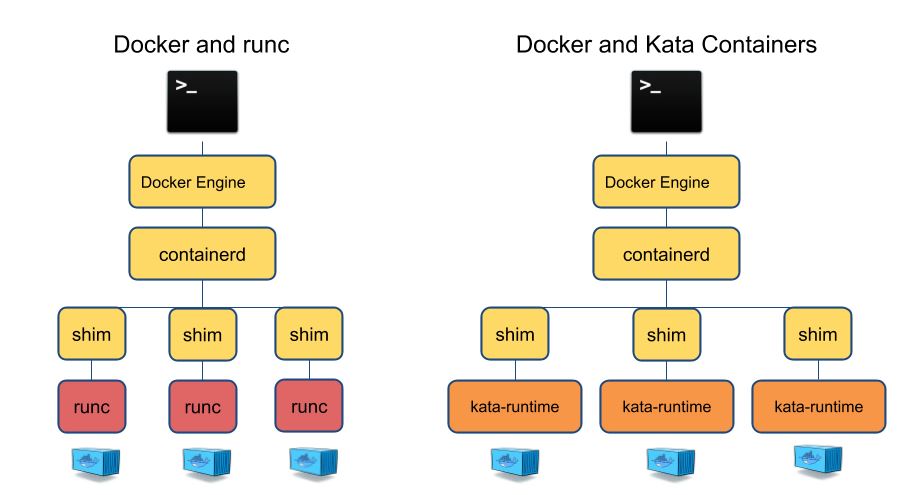 Docker and runc
>_
Docker Engine
containerd
shim shim shim
runc runc runc
Docker and Kata Containers
>_
Docker Engine
containerd
shim shim shim
kata-runtime kata-runtime kata-runtime